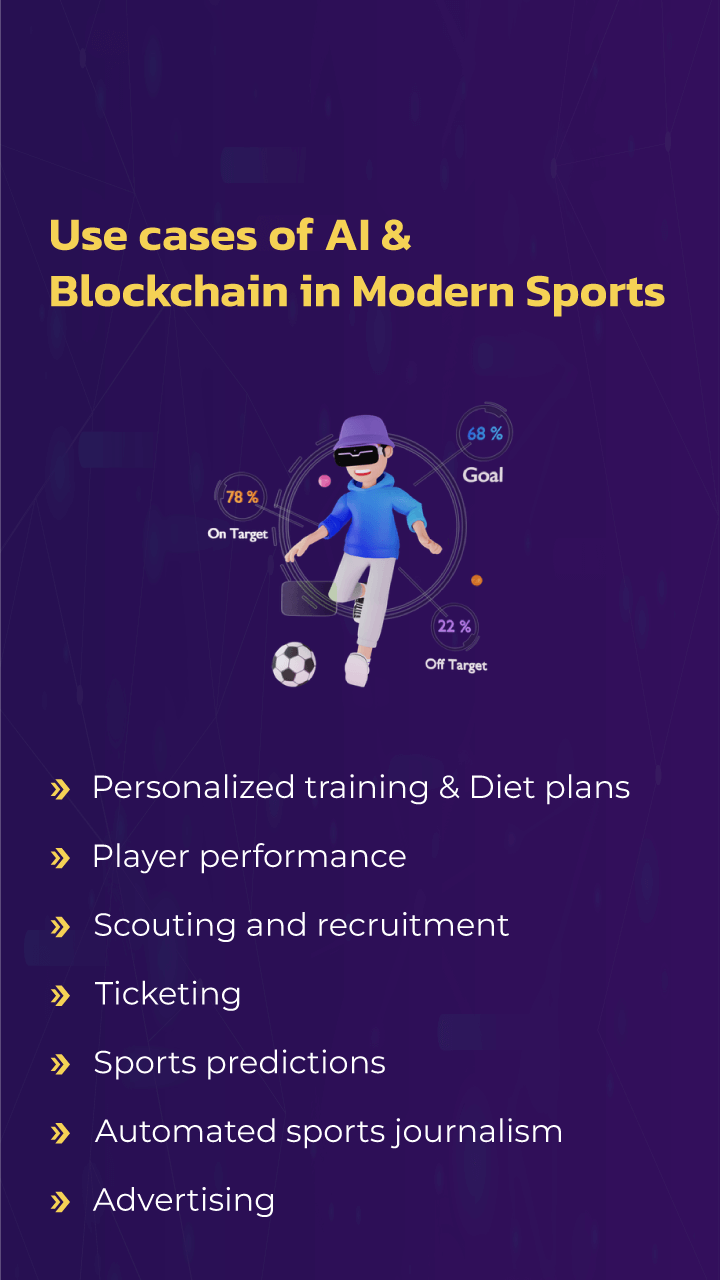 Use cases of AI &
Blockchain in Modern Sports
68 %
Goal
78 %
On Target
22 %
Off Target
Personalized training & Diet plans
Player performance
Scouting and recruitment
Ticketing
Sports predictions
Automated sports journalism
Advertising